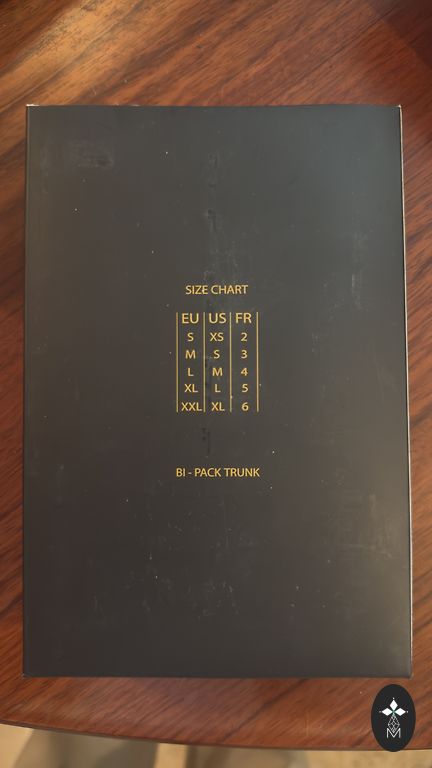 SIZE CHART
EU US FR
S XS 2
M S 3
L M 4
XL L 5
XXL XL 6
BI - PACK TRUNK
M